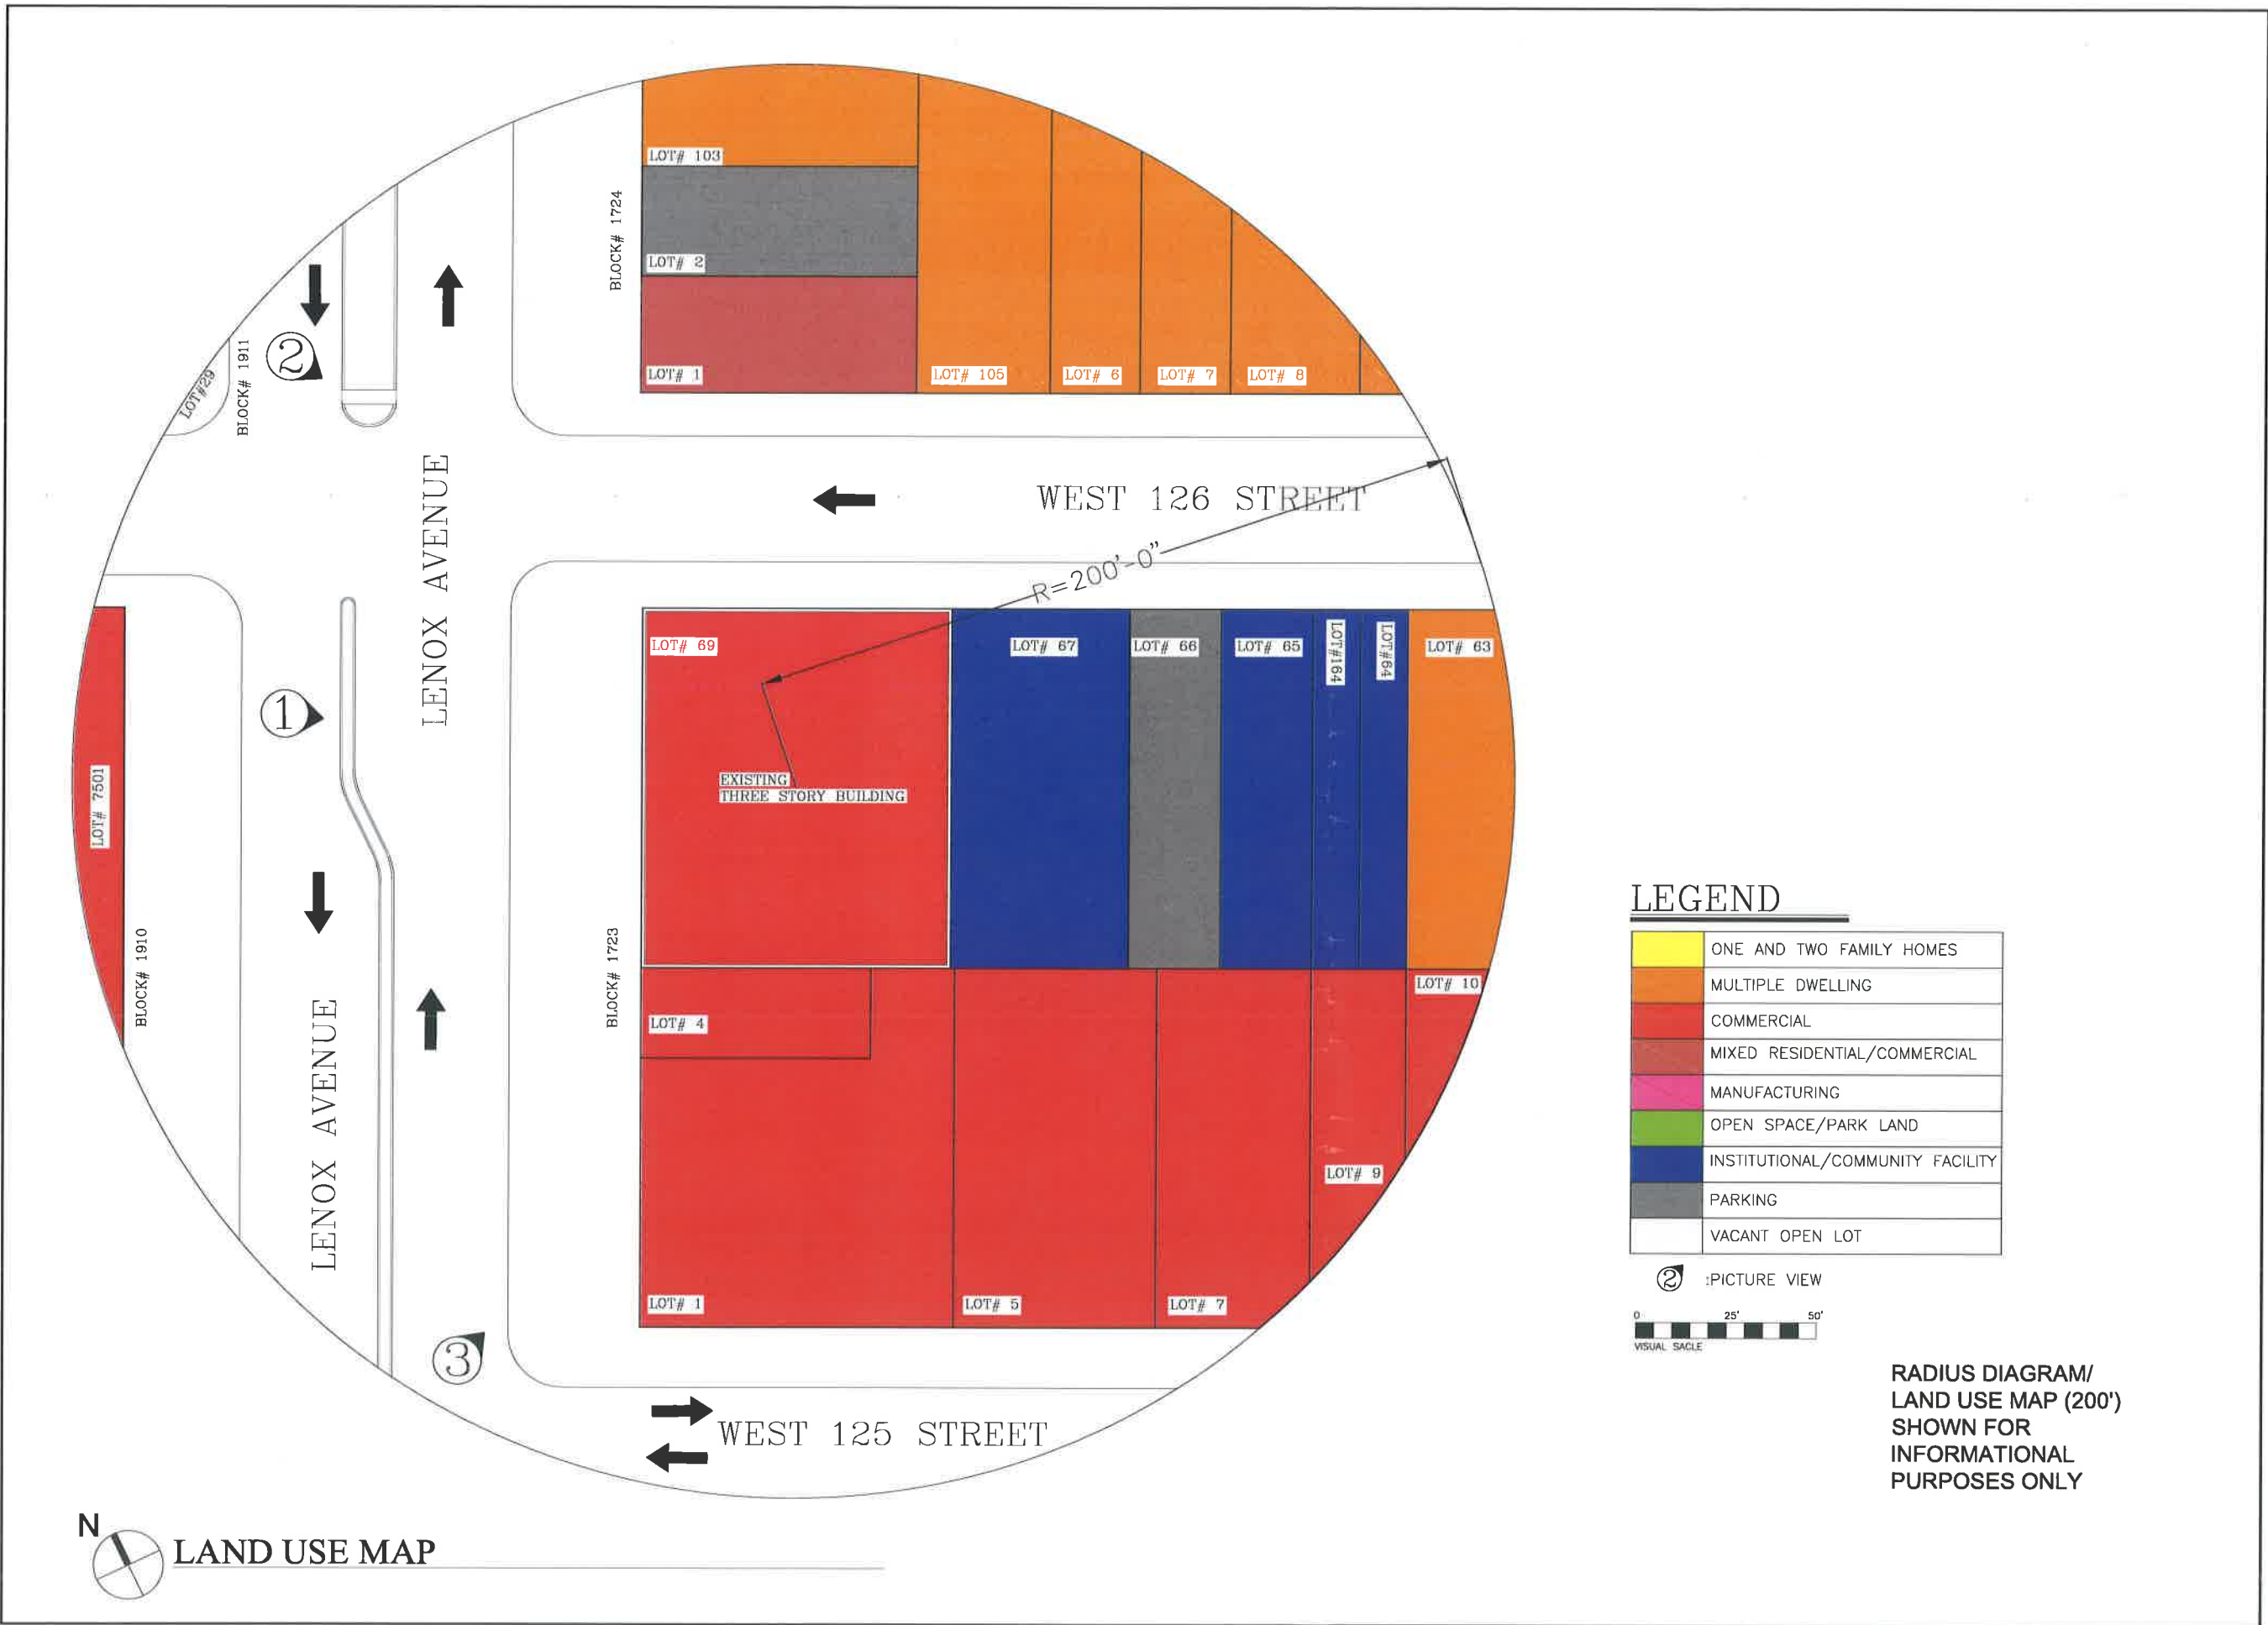 LOT# 103
BLOCK# 1724
LOT# 2
LOT# 1
LOT# 105
LOT# 6
LOT# 7
LOT# 8
2
LOT#29
BLOCK# 1911
LENOX AVENUE
WEST 126 STREET
R=200'-0"
LOT# 69
LOT# 67
LOT# 66
LOT# 65
LOT#164
LOT#64
LOT# 63
1
EXISTING
THREE STORY BUILDING
LOT# 7501
BLOCK# 1910
BLOCK# 1723
LOT# 4
LOT# 10
LENOX AVENUE
LOT# 9
LOT# 1
LOT# 5
LOT# 7
3
WEST 125 STREET
LEGEND
ONE AND TWO FAMILY HOMES
MULTIPLE DWELLING
COMMERCIAL
MIXED RESIDENTIAL/COMMERCIAL
MANUFACTURING
OPEN SPACE/PARK LAND
INSTITUTIONAL/COMMUNITY FACILITY
PARKING
VACANT OPEN LOT
2 :PICTURE VIEW
0 25' 50'
VISUAL SACLE
RADIUS DIAGRAM/
LAND USE MAP (200')
SHOWN FOR
INFORMATIONAL
PURPOSES ONLY
N
LAND USE MAP